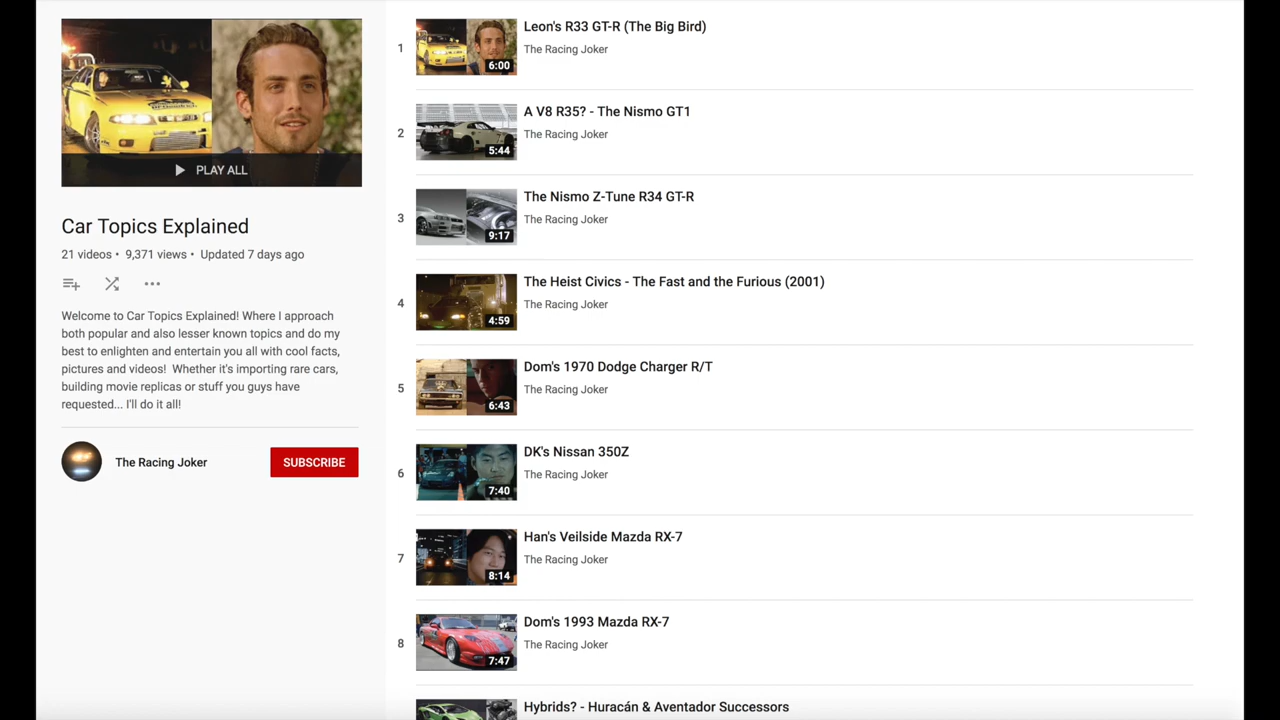 PLAY ALL
Car Topics Explained
21 videos • 9,371 views • Updated 7 days ago
Welcome to Car Topics Explained! Where I approach
both popular and also lesser known topics and do my
best to enlighten and entertain you all with cool facts,
pictures and videos! Whether it's importing rare cars,
building movie replicas or stuff you guys have
requested... I'll do it all!
The Racing Joker
SUBSCRIBE
1
6:00
Leon's R33 GT-R (The Big Bird)
The Racing Joker
2
5:44
A V8 R35? - The Nismo GT1
The Racing Joker
3
9:17
The Nismo Z-Tune R34 GT-R
The Racing Joker
4
4:59
The Heist Civics - The Fast and the Furious (2001)
The Racing Joker
5
6:43
Dom's 1970 Dodge Charger R/T
The Racing Joker
6
7:40
DK's Nissan 350Z
The Racing Joker
7
8:14
Han's Veilside Mazda RX-7
The Racing Joker
8
7:47
Dom's 1993 Mazda RX-7
The Racing Joker
Hybrids? - Huracán & Aventador Successors